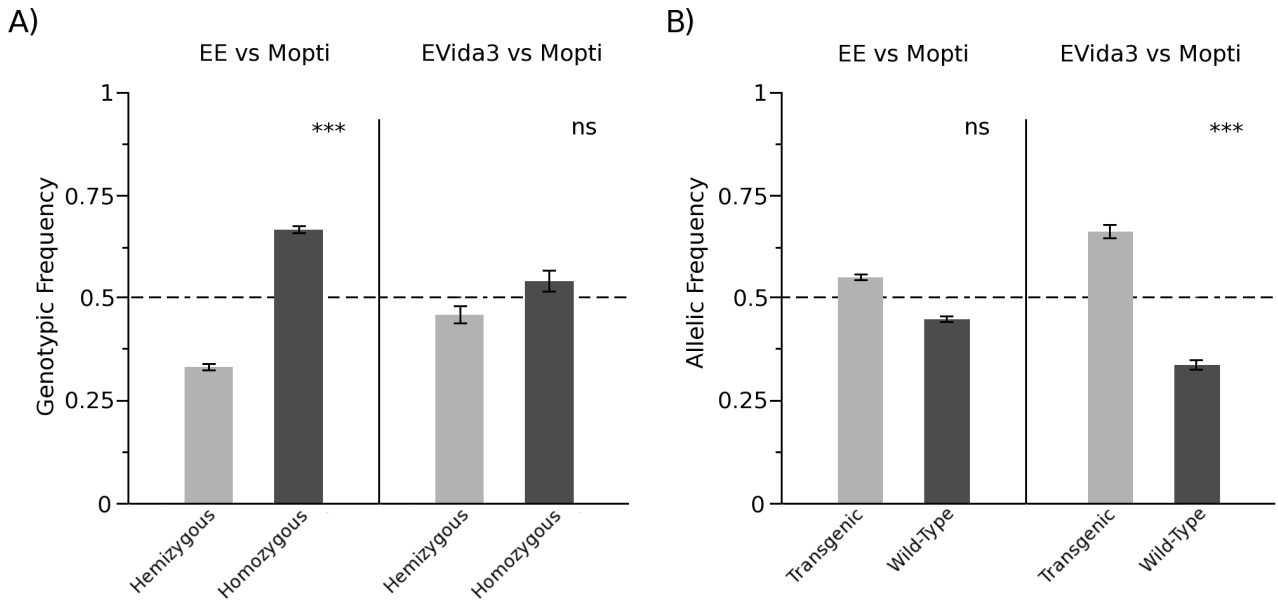 A)
EE vs Mopti
EVida3 vs Mopti
Genotypic Frequency
1
0.75
0.5
0.25
0
***
ns
Hemizygous
Homozygous
Hemizygous
Homozygous
B)
EE vs Mopti
EVida3 vs Mopti
Allelic Frequency
1
0.75
0.5
0.25
0
ns
***
Transgenic
Wild-Type
Transgenic
Wild-Type